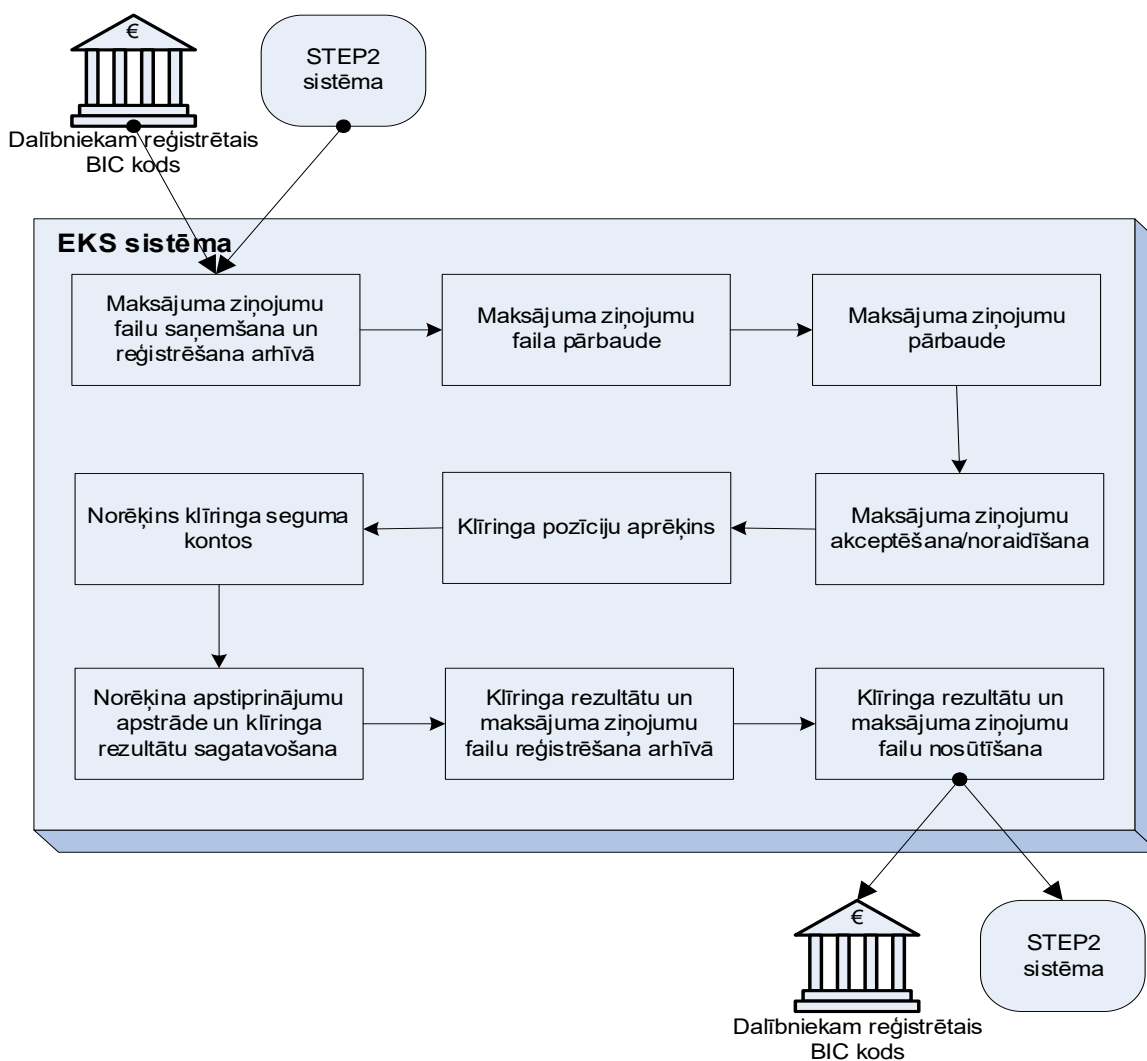 €
STEP2
sistēma
Dalībniekam reģistrētais
BIC kods
EKS sistēma
Maksājuma ziņojumu
failu saņemšana un
reģistrēšana arhīvā
Maksājuma ziņojumu
faila pārbaude
Maksājuma ziņojumu
pārbaude
Norēķins klīringa seguma
kontos
Klīringa pozīciju aprēķins
Maksājuma ziņojumu
akceptēšana/noraidīšana
Norēķina apstiprinājumu
apstrāde un klīringa
rezultātu sagatavošana
Klīringa rezultātu un
maksājuma ziņojumu
failu reģistrēšana arhīvā
Klīringa rezultātu un
maksājuma ziņojumu
failu nosūtīšana
€
STEP2
sistēma
Dalībniekam reģistrētais
BIC kods